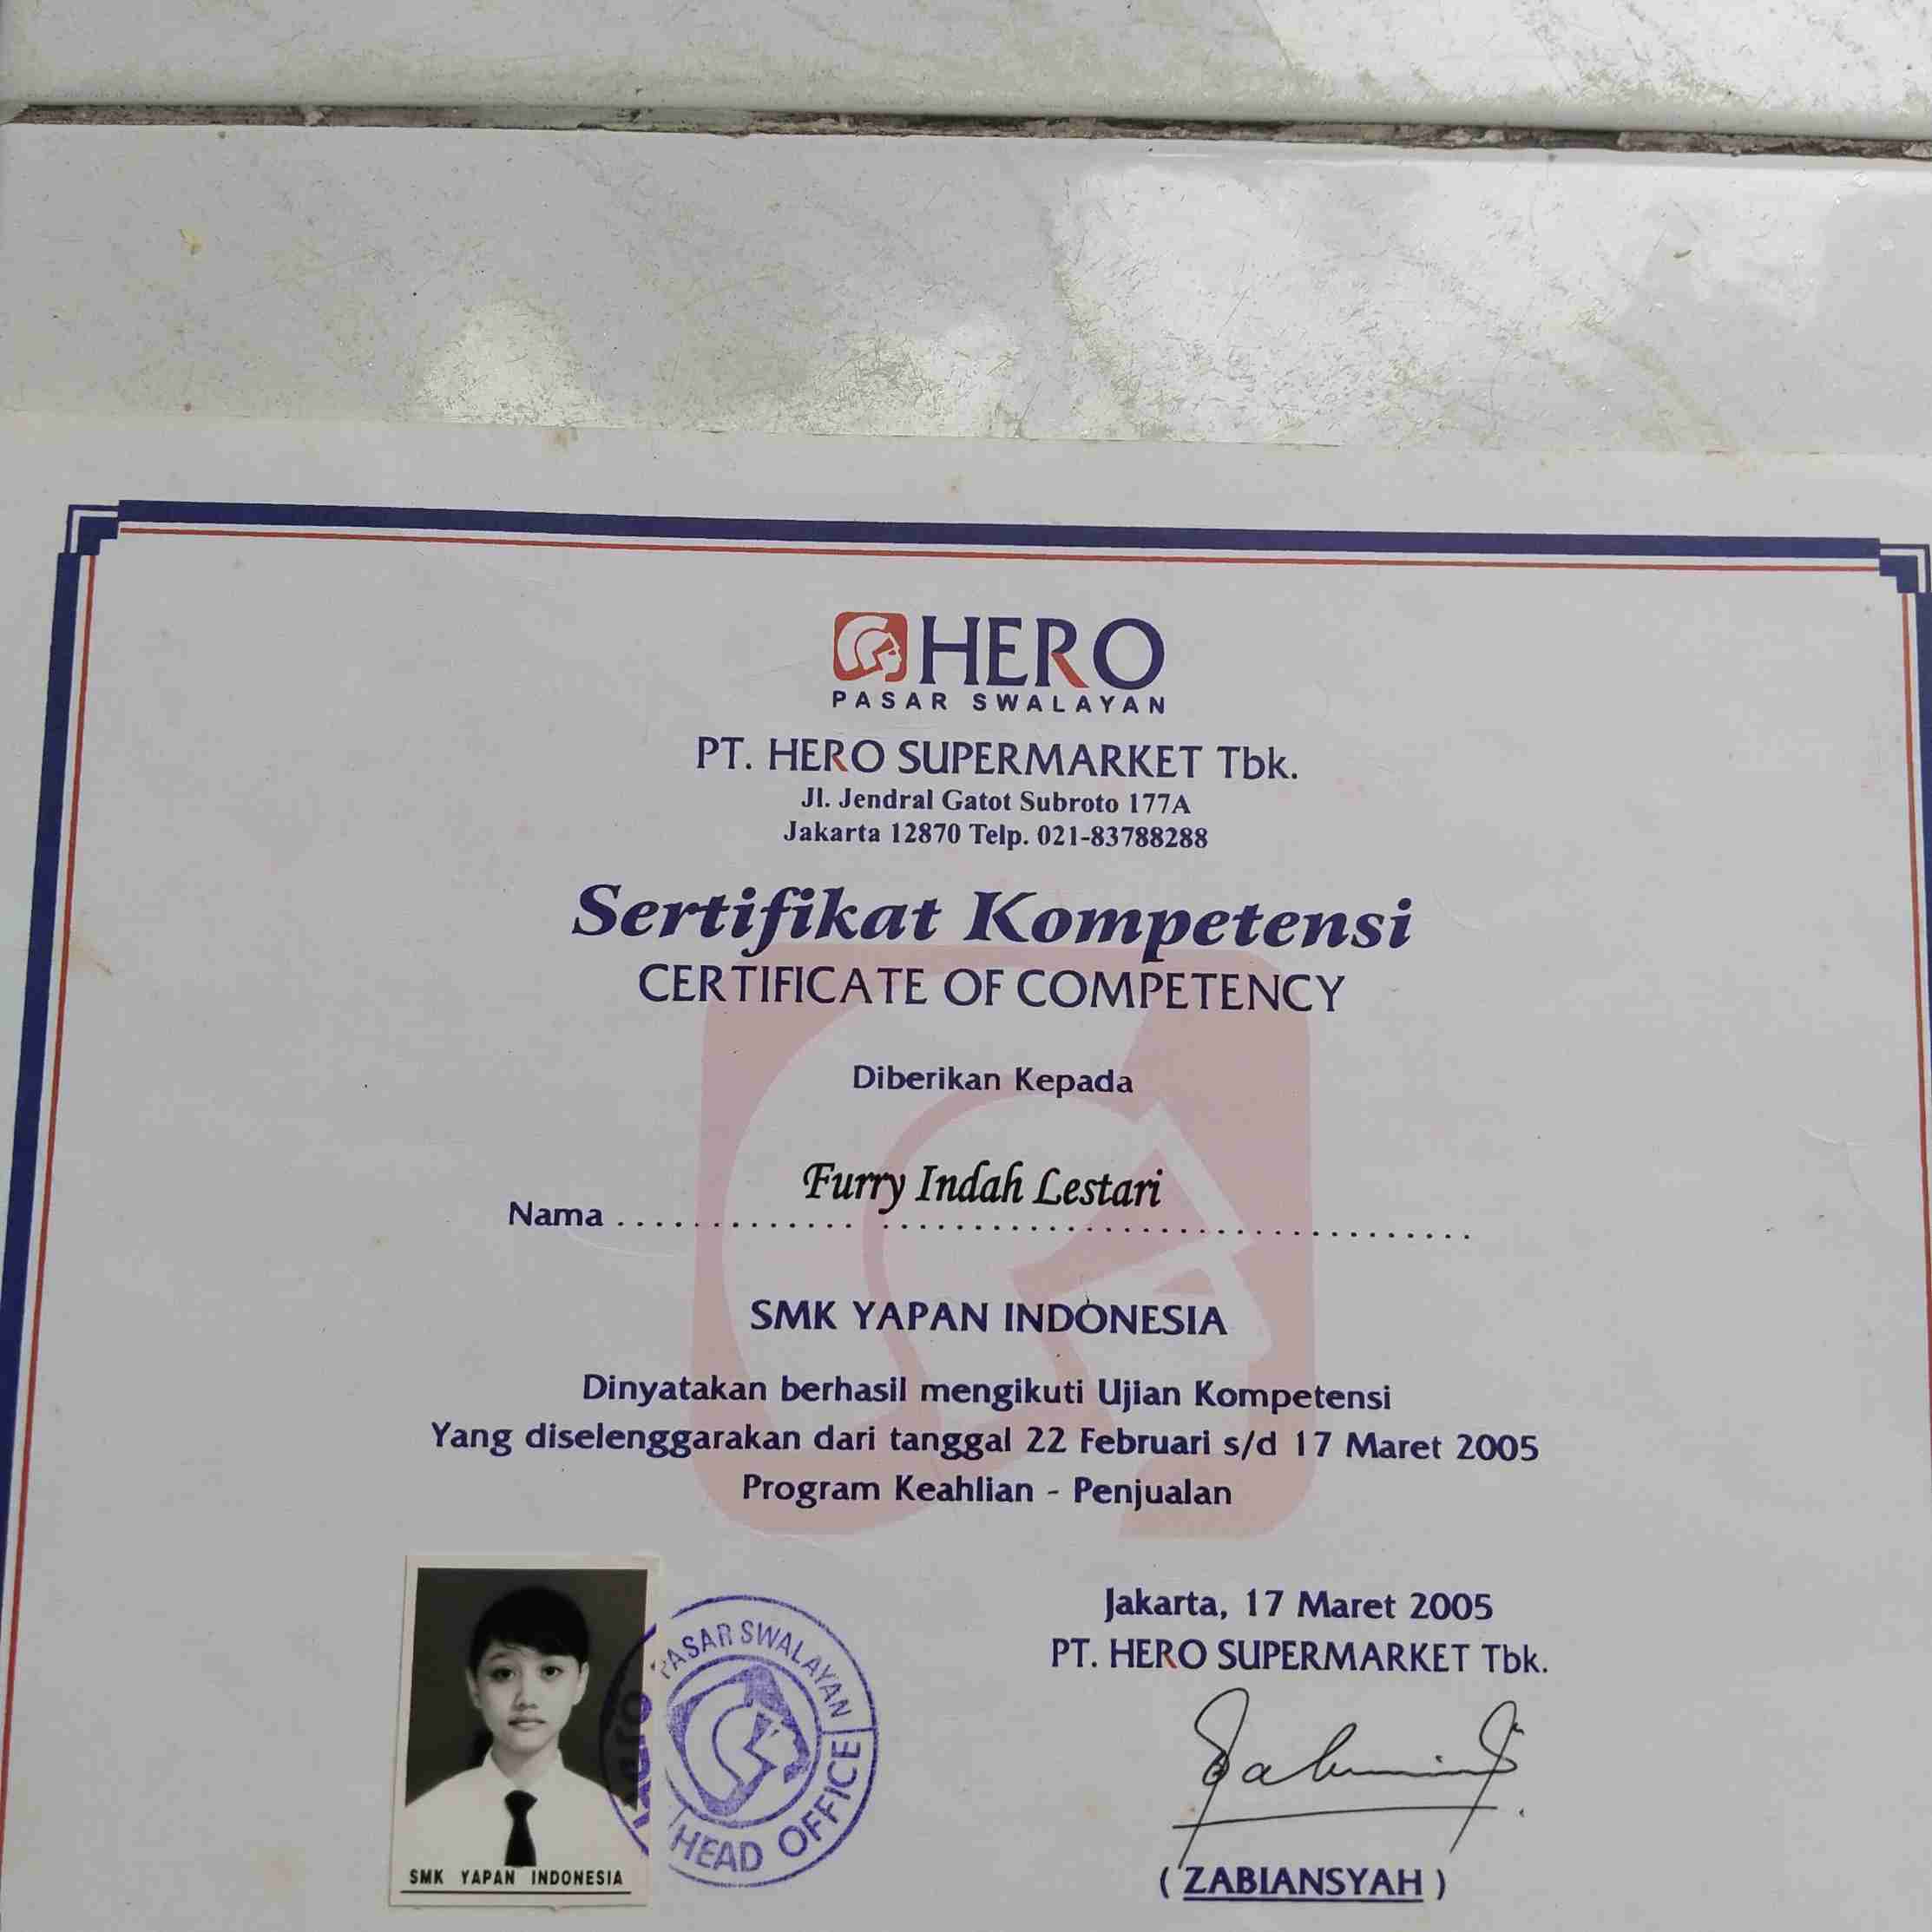 HERO
PASAR SWALAYAN
PT. HERO SUPERMARKET Tbk.
Jl. Jendral Gatot Subroto 177A
Jakarta 12870 Telp. 021-83788288
Sertifikat Kompetensi
CERTIFICATE OF COMPETENCY
Diberikan Kepada
Furry Indah Lestari
Nama ................................................
SMK YAPAN INDONESIA
Dinyatakan berhasil mengikuti Ujian Kompetensi
Yang diselenggarakan dari tanggal 22 Februari s/d 17 Maret 2005
Program Keahlian - Penjualan
Jakarta, 17 Maret 2005
PT. HERO SUPERMARKET Tbk.
HERO PASAR SWALAYAN
HEAD OFFICE
SMK YAPAN INDONESIA
( ZABIANSYAH )